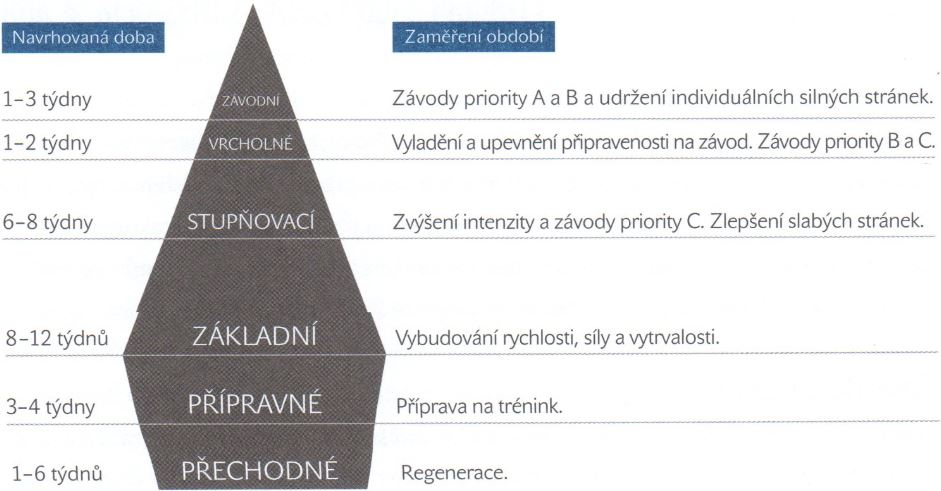 Navrhovaná doba Zaměření období
1–3 týdny ZÁVODNÍ Závody priority A a B a udržení individuálních silných stránek.
1–2 týdny VRCHOLNÉ Vyladění a upevnění připravenosti na závod. Závody priority B a C.
6–8 týdny STUPŇOVACÍ Zvýšení intenzity a závody priority C. Zlepšení slabých stránek.
8–12 týdnů ZÁKLADNÍ Vybudování rychlosti, síly a vytrvalosti.
3–4 týdny PŘÍPRAVNÉ Příprava na trénink.
1–6 týdnů PŘECHODNÉ Regenerace.